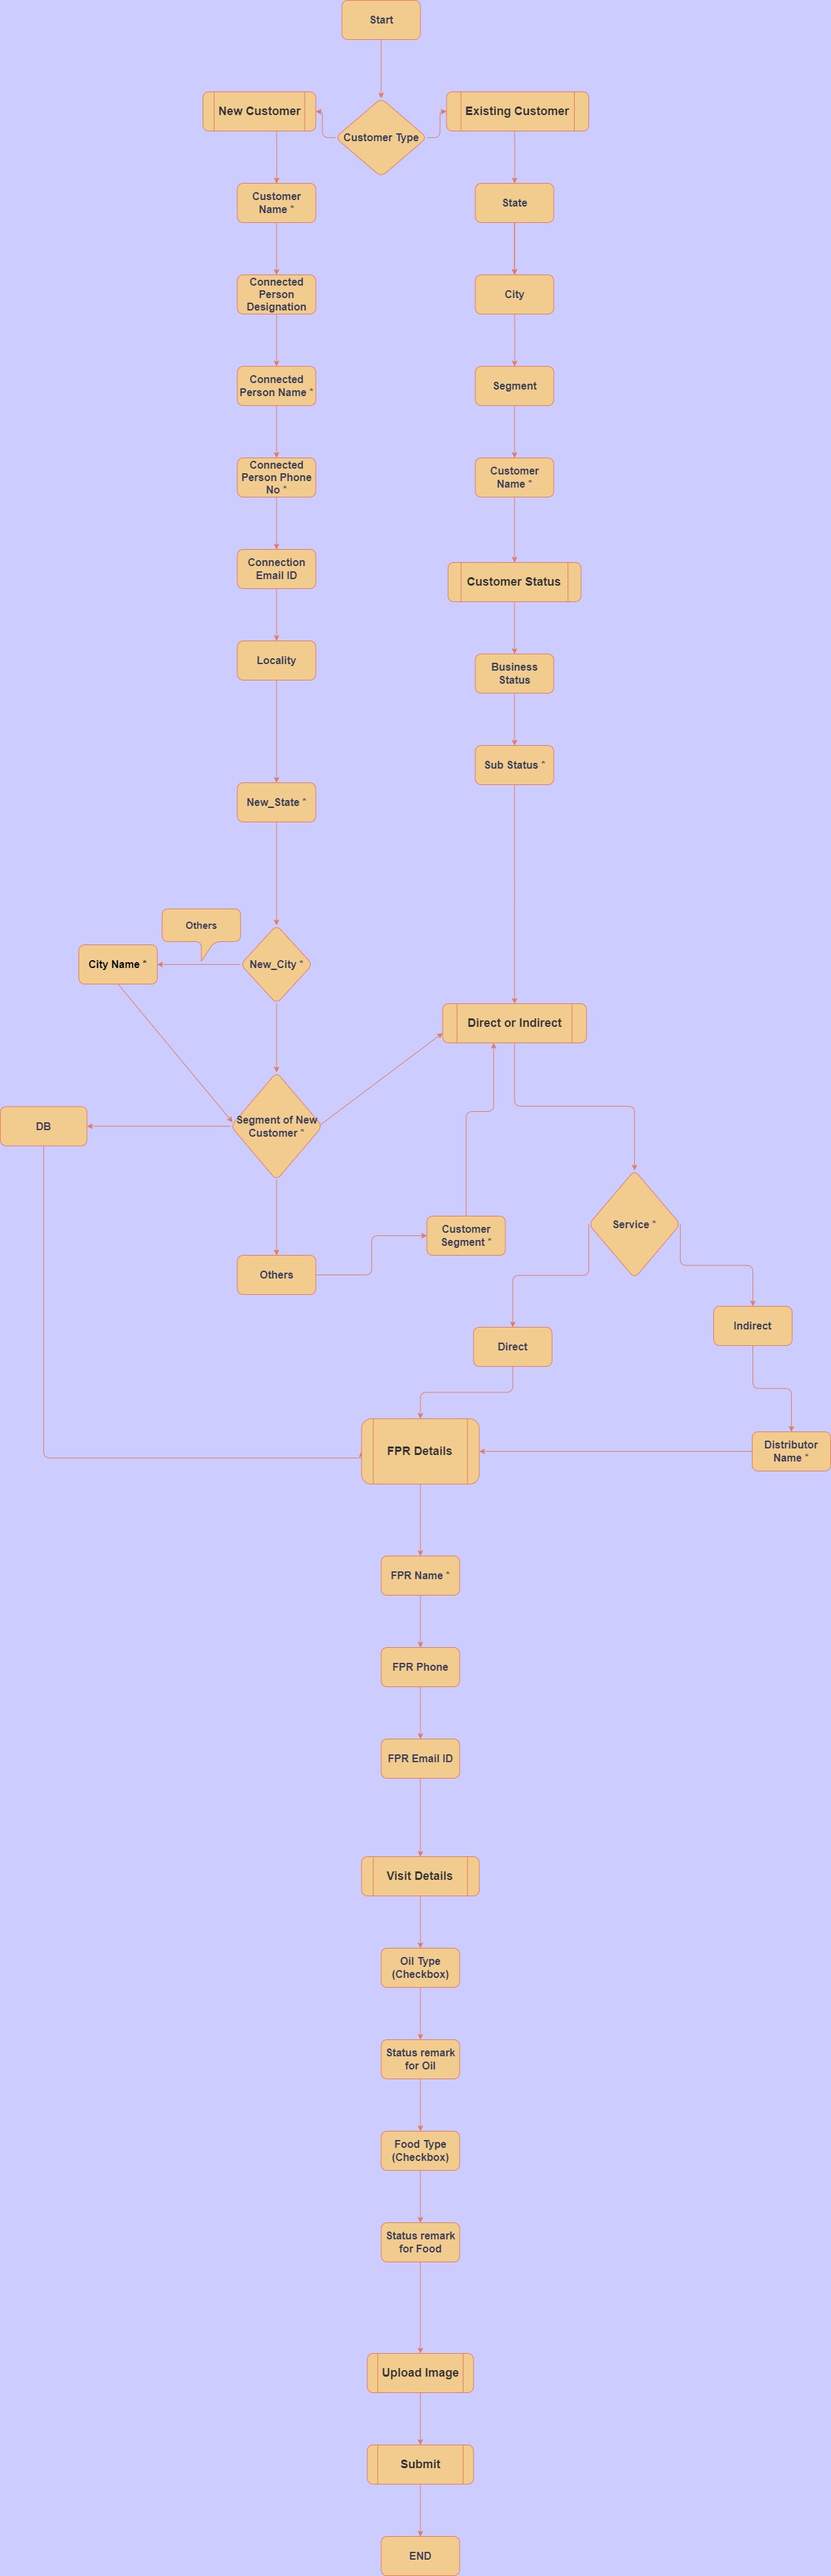 Start
New Customer
Existing Customer
Customer Type
Customer
Name *
State
Connected
Person
Designation
City
Connected
Person Name *
Segment
Connected
Person Phone
No *
Customer
Name *
Connection
Email ID
Customer Status
Locality
Business
Status
Sub Status *
New_State *
Others
City Name *
New_City *
Direct or Indirect
DB
Segment of New
Customer *
Service *
Customer
Segment *
Others
Indirect
Direct
FPR Details
Distributor
Name *
FPR Name *
FPR Phone
FPR Email ID
Visit Details
Oil Type
(Checkbox)
Status remark
for Oil
Food Type
(Checkbox)
Status remark
for Food
Upload Image
Submit
END